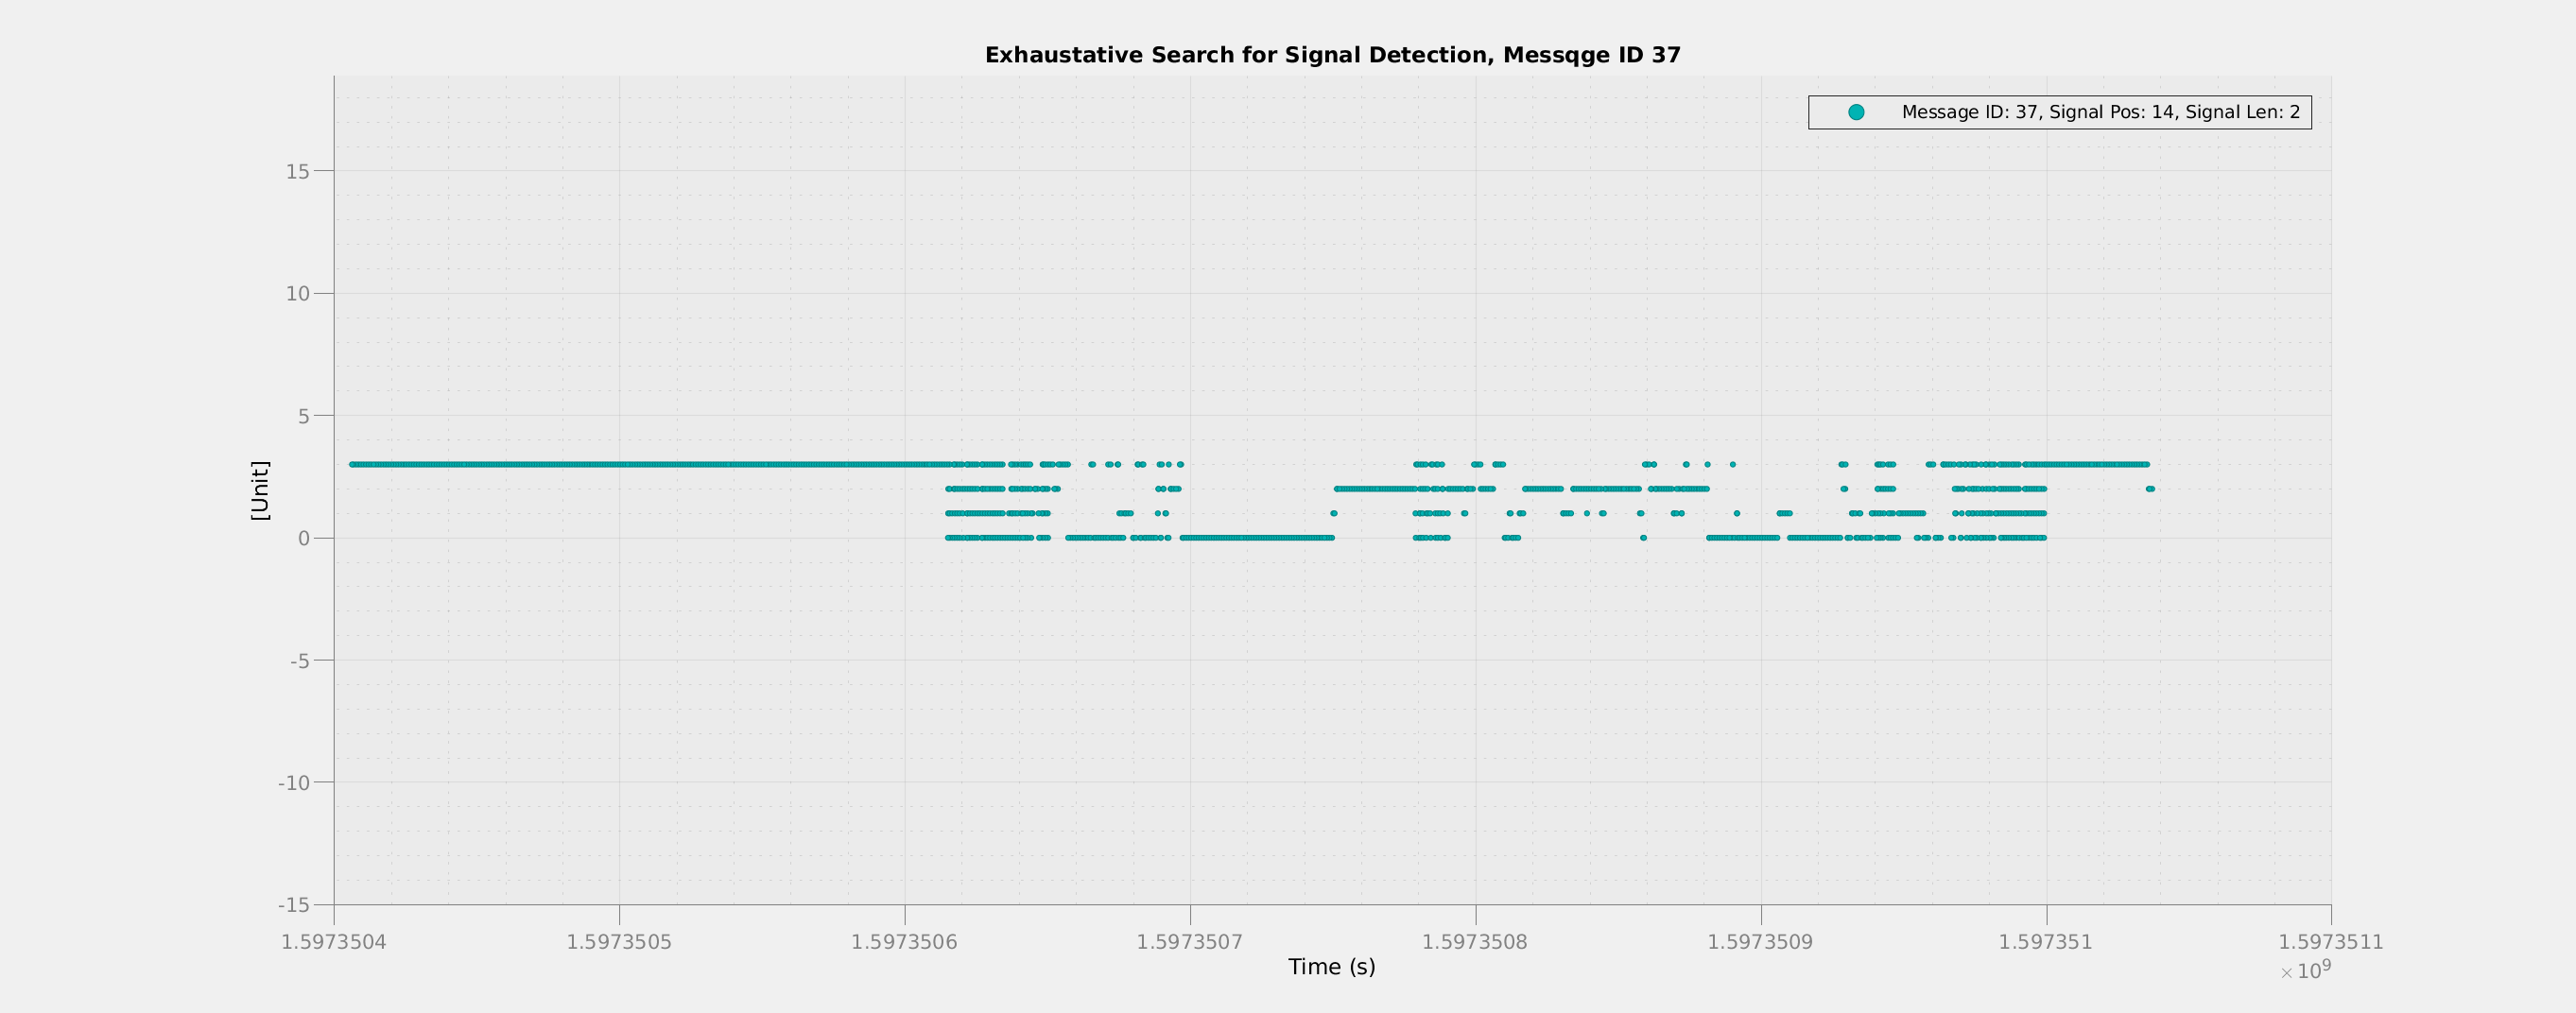 Exhaustative Search for Signal Detection, Messqge ID 37
Message ID: 37, Signal Pos: 14, Signal Len: 2
15
10
5
0
-5
-10
-15
[Unit]
1.5973504 1.5973505 1.5973506 1.5973507 1.5973508 1.5973509 1.597351 1.5973511
Time (s)
×10⁹